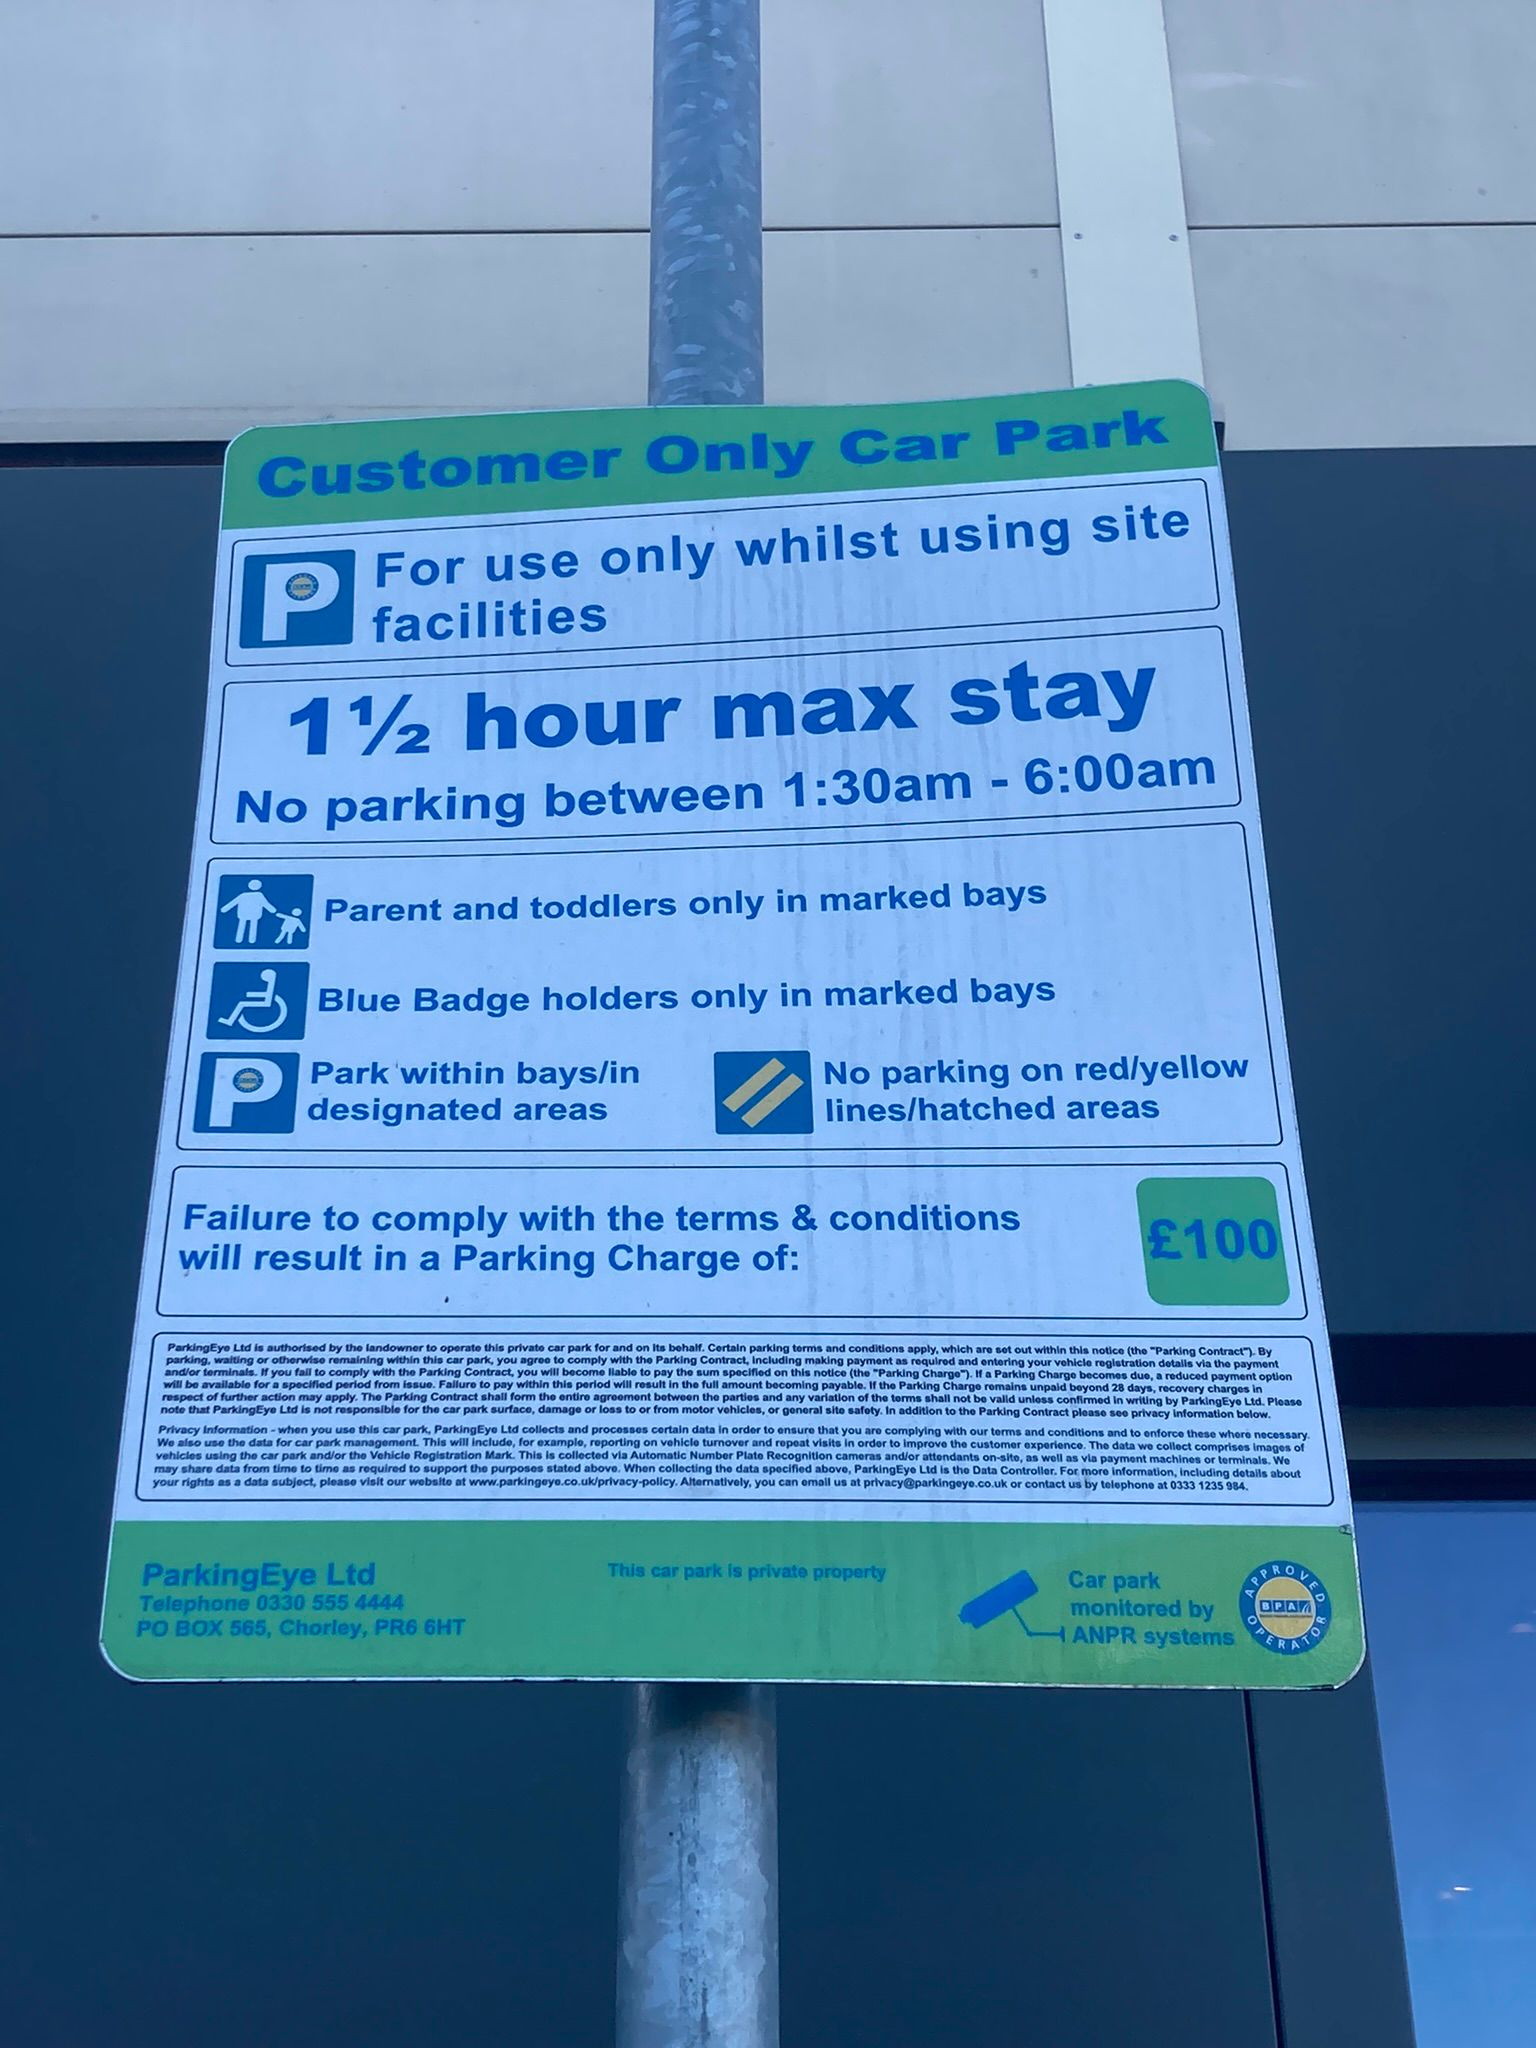 Customer Only Car Park
P
For use only whilst using site
facilities
1½ hour max stay
No parking between 1:30am - 6:00am
Parent and toddlers only in marked bays
Blue Badge holders only in marked bays
P
Park within bays/in
designated areas
No parking on red/yellow
lines/hatched areas
Failure to comply with the terms & conditions
will result in a Parking Charge of:
£100
ParkingEye Ltd is authorised by the landowner to operate this private car park for and on its behalf. Certain parking terms and conditions apply, which are set out within this notice (the "Parking Contract"). By
parking, waiting or otherwise remaining within this car park, you agree to comply with the Parking Contract, including making payment as required and entering your vehicle registration details via the payment
and/or terminals. If you fail to comply with the Parking Contract, you will become liable to pay the sum specified on this notice (the "Parking Charge"). If a Parking Charge becomes due, a reduced payment option
will be available for a specified period from issue. Failure to pay within this period will result in the full amount becoming payable. If the Parking Charge remains unpaid beyond 28 days, recovery charges in
respect of further action may apply. The Parking Contract shall form the entire agreement between the parties and any variation of the terms shall not be valid unless confirmed in writing by ParkingEye Ltd. Please
note that ParkingEye Ltd is not responsible for the car park surface, damage or loss to or from motor vehicles, or general site safety. In addition to the Parking Contract please see privacy information below.
Privacy Information - when you use this car park, ParkingEye Ltd collects and processes certain data in order to ensure that you are complying with our terms and conditions and to enforce these where necessary.
We also use the data for car park management. This will include, for example, reporting on vehicle turnover and repeat visits in order to improve the customer experience. The data we collect comprises images of
vehicles using the car park and/or the Vehicle Registration Mark. This is collected via Automatic Number Plate Recognition cameras and/or attendants on-site, as well as via payment machines or terminals. We
may share data from time to time as required to support the purposes stated above. When collecting the data specified above, ParkingEye Ltd is the Data Controller. For more information, including details about
your rights as a data subject, please visit our website at www.parkingeye.co.uk/privacy-policy. Alternatively, you can email us at privacy@parkingeye.co.uk or contact us by telephone at 0333 1235 984.
ParkingEye Ltd
Telephone 0330 555 4444
PO BOX 565, Chorley, PR6 6HT
This car park is private property
Car park
monitored by
ANPR systems
APPROVED
BPA
OPERATOR